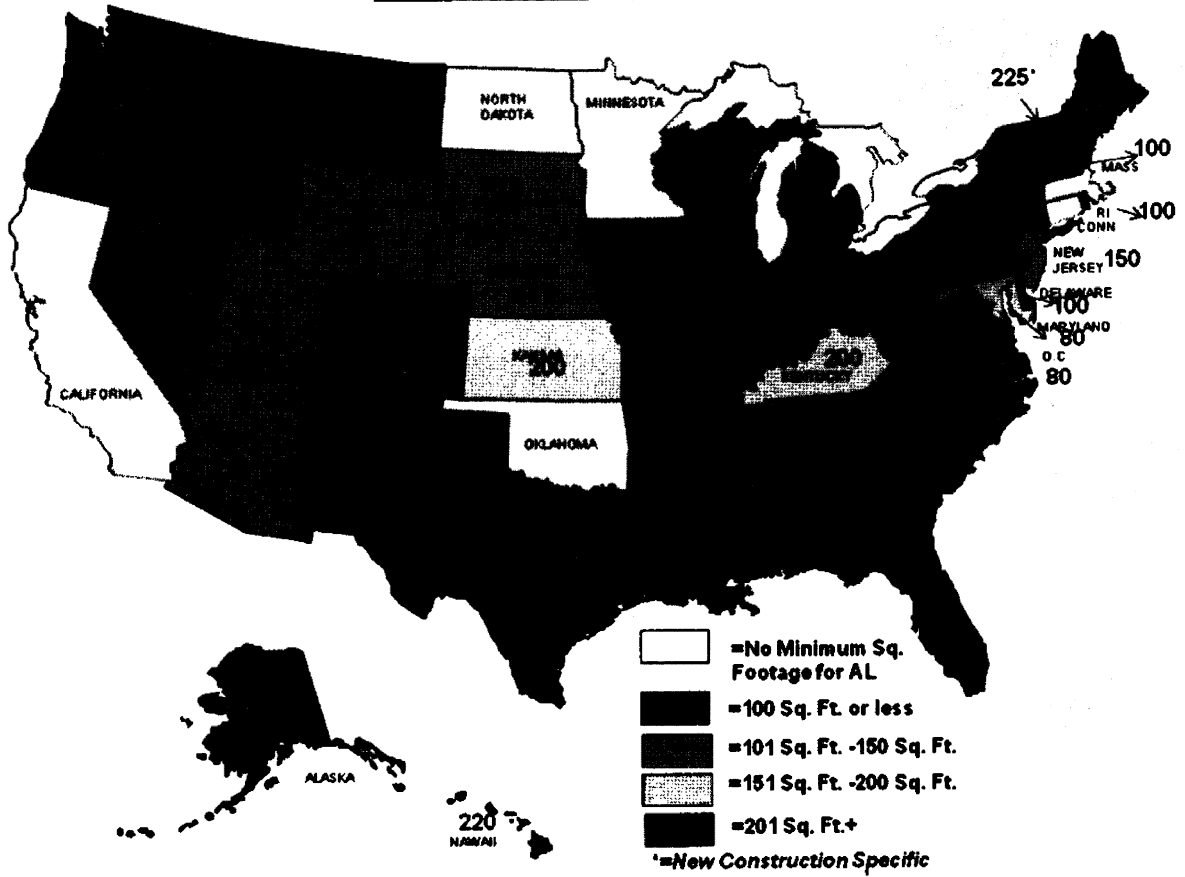 225*
NORTH
DAKOTA
MINNESOTA
100
MASS
100
RI
CONN
NEW
JERSEY 150
DELAWARE
100
MARYLAND
80
D.C
80
200
200
CALIFORNIA
OKLAHOMA
=No Minimum Sq.
Footage for AL
=100 Sq. Ft. or less
=101 Sq. Ft. -150 Sq. Ft.
=151 Sq. Ft. -200 Sq. Ft.
=201 Sq. Ft.+
*=New Construction Specific
ALASKA
220
HAWAII